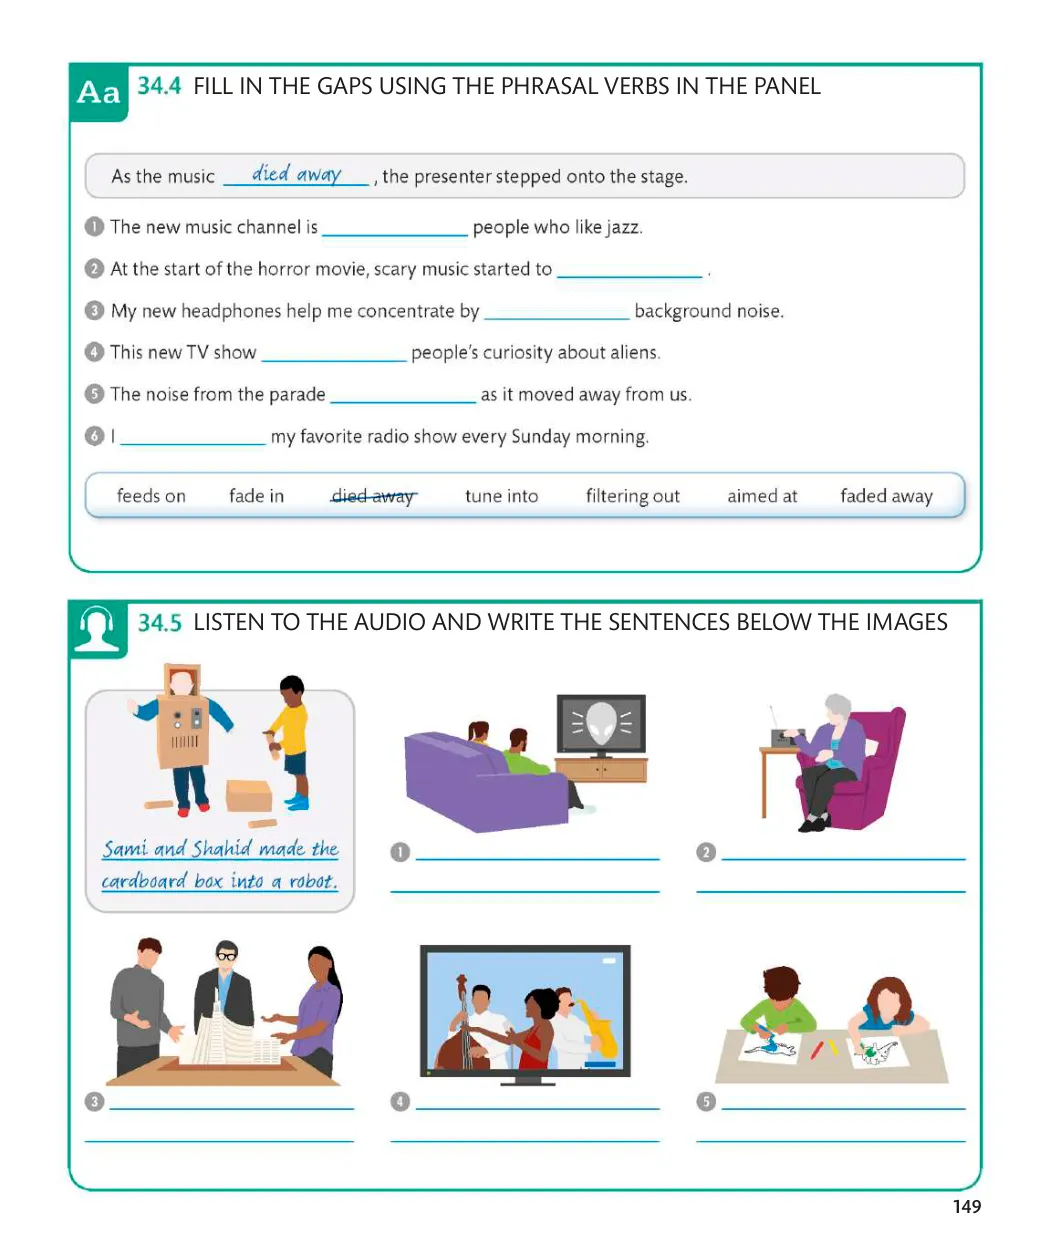 Aa 34.4 FILL IN THE GAPS USING THE PHRASAL VERBS IN THE PANEL
As the music died away , the presenter stepped onto the stage.
1 The new music channel is ____ people who like jazz.
2 At the start of the horror movie, scary music started to ____ .
3 My new headphones help me concentrate by ____ background noise.
4 This new TV show ____ people's curiosity about aliens.
5 The noise from the parade ____ as it moved away from us.
6 I ____ my favorite radio show every Sunday morning.
feeds on fade in died away tune into filtering out aimed at faded away
34.5 LISTEN TO THE AUDIO AND WRITE THE SENTENCES BELOW THE IMAGES
Sami and Shahid made the
cardboard box into a robot.
1
2
3
4
5
149